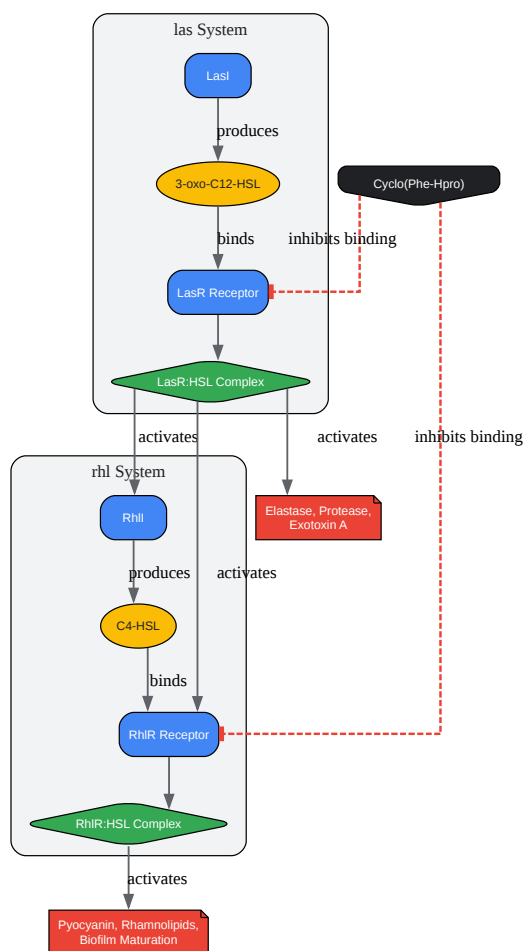 las System
LasI
produces
3-oxo-C12-HSL
Cyclo(Phe-Hpro)
binds
inhibits binding
LasR Receptor
LasR:HSL Complex
activates
activates
inhibits binding
rhl System
Elastase, Protease,
Exotoxin A
RhlI
produces
activates
C4-HSL
binds
RhlR Receptor
RhlR:HSL Complex
activates
Pyocyanin, Rhamnolipids,
Biofilm Maturation